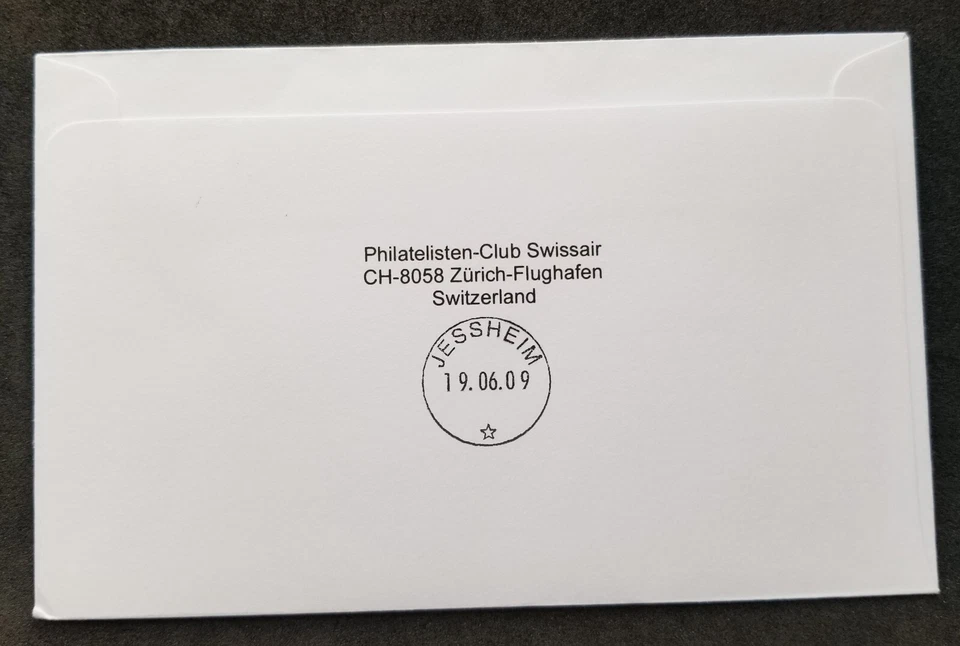 Philatelisten-Club Swissair
CH-8058 Zürich-Flughafen
Switzerland
JESSHEIM
19.06.09